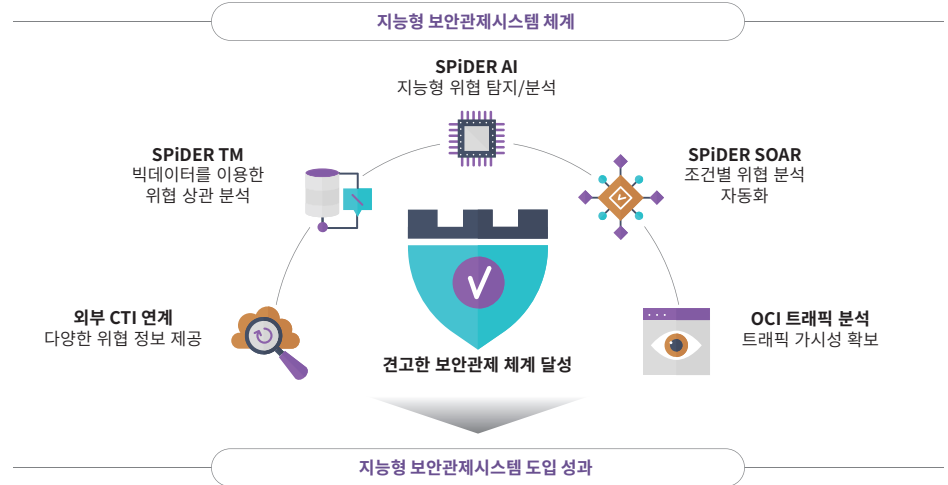 지능형 보안관제시스템 체계
SPiDER AI
지능형 위협 탐지/분석
SPiDER TM
빅데이터를 이용한
위협 상관 분석
SPiDER SOAR
조건별 위협 분석
자동화
외부 CTI 연계
다양한 위협 정보 제공
OCI 트래픽 분석
트래픽 가시성 확보
견고한 보안관제 체계 달성
지능형 보안관제시스템 도입 성과